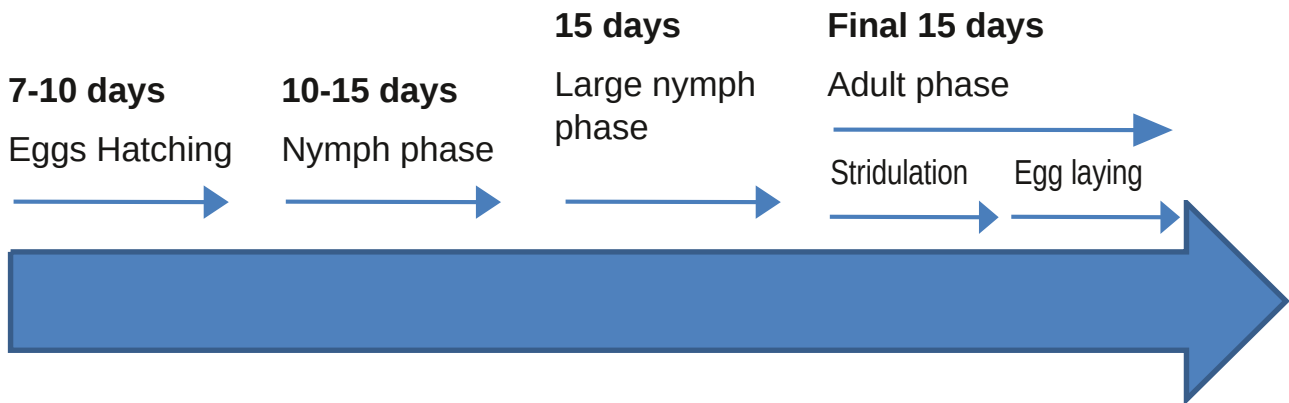 7-10 days
Eggs Hatching
10-15 days
Nymph phase
15 days
Large nymph
phase
Final 15 days
Adult phase
Stridulation
Egg laying